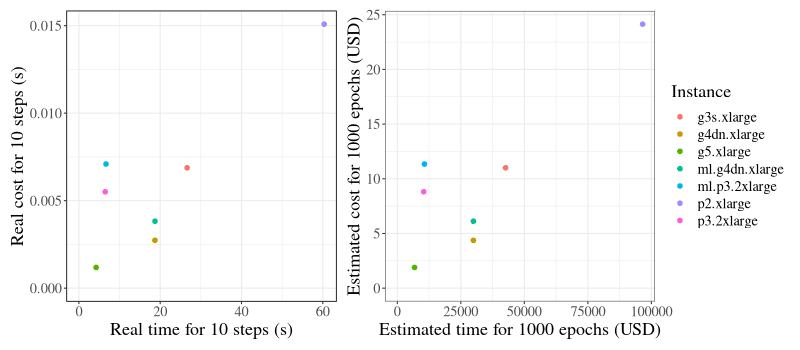 Real cost for 10 steps (s)
0.015
0.010
0.005
0.000
0
20
40
60
Real time for 10 steps (s)
Estimated cost for 1000 epochs (USD)
25
20
15
10
5
0
0
25000
50000
75000
100000
Estimated time for 1000 epochs (USD)
Instance
g3s.xlarge
g4dn.xlarge
g5.xlarge
ml.g4dn.xlarge
ml.p3.2xlarge
p2.xlarge
p3.2xlarge